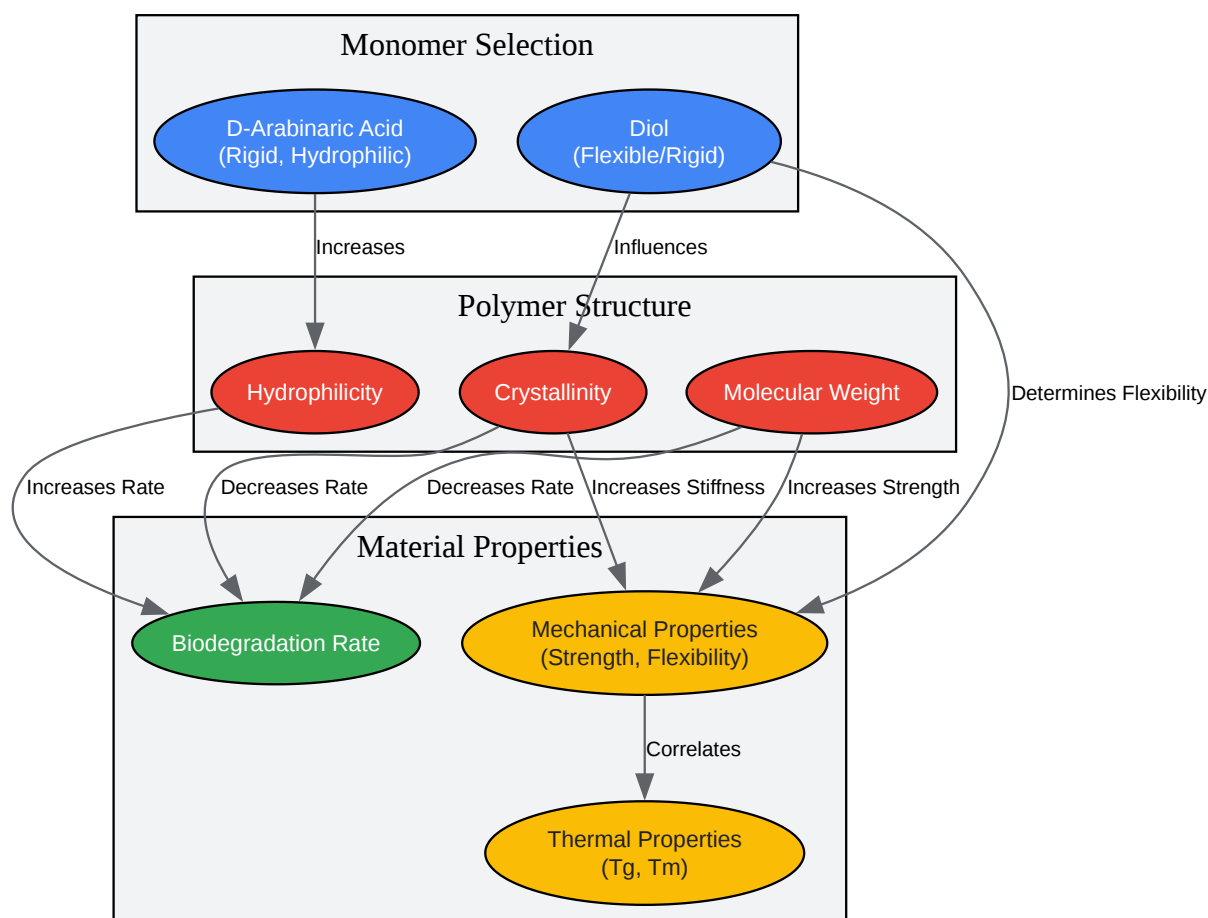 Monomer Selection
D-Arabinaric Acid
(Rigid, Hydrophilic)
Diol
(Flexible/Rigid)
Increases
Influences
Polymer Structure
Hydrophilicity
Crystallinity
Molecular Weight
Determines Flexibility
Increases Rate
Decreases Rate
Decreases Rate
Increases Stiffness
Increases Strength
Material Properties
Biodegradation Rate
Mechanical Properties
(Strength, Flexibility)
Correlates
Thermal Properties
(Tg, Tm)